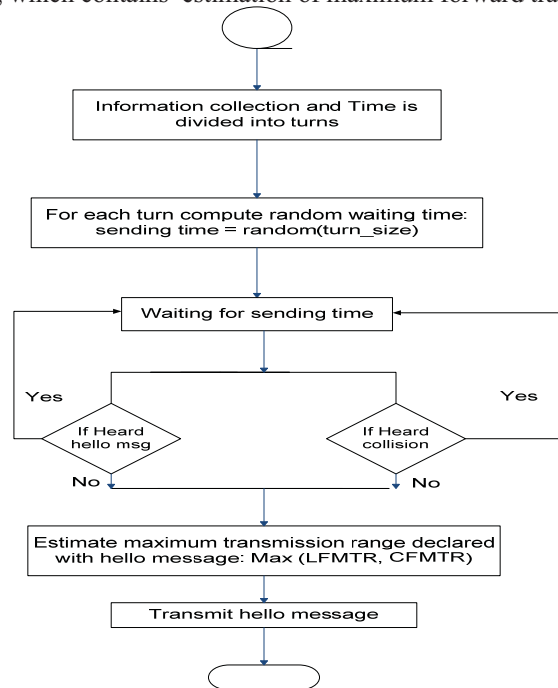 , which contains estimation of maximum forward tra
Information collection and Time is
divided into turns
For each turn compute random waiting time:
sending time = random(turn_size)
Waiting for sending time
Yes
Yes
If Heard
hello msg
If Heard
collision
No
No
Estimate maximum transmission range declared
with hello message: Max (LFMTR, CFMTR)
Transmit hello message